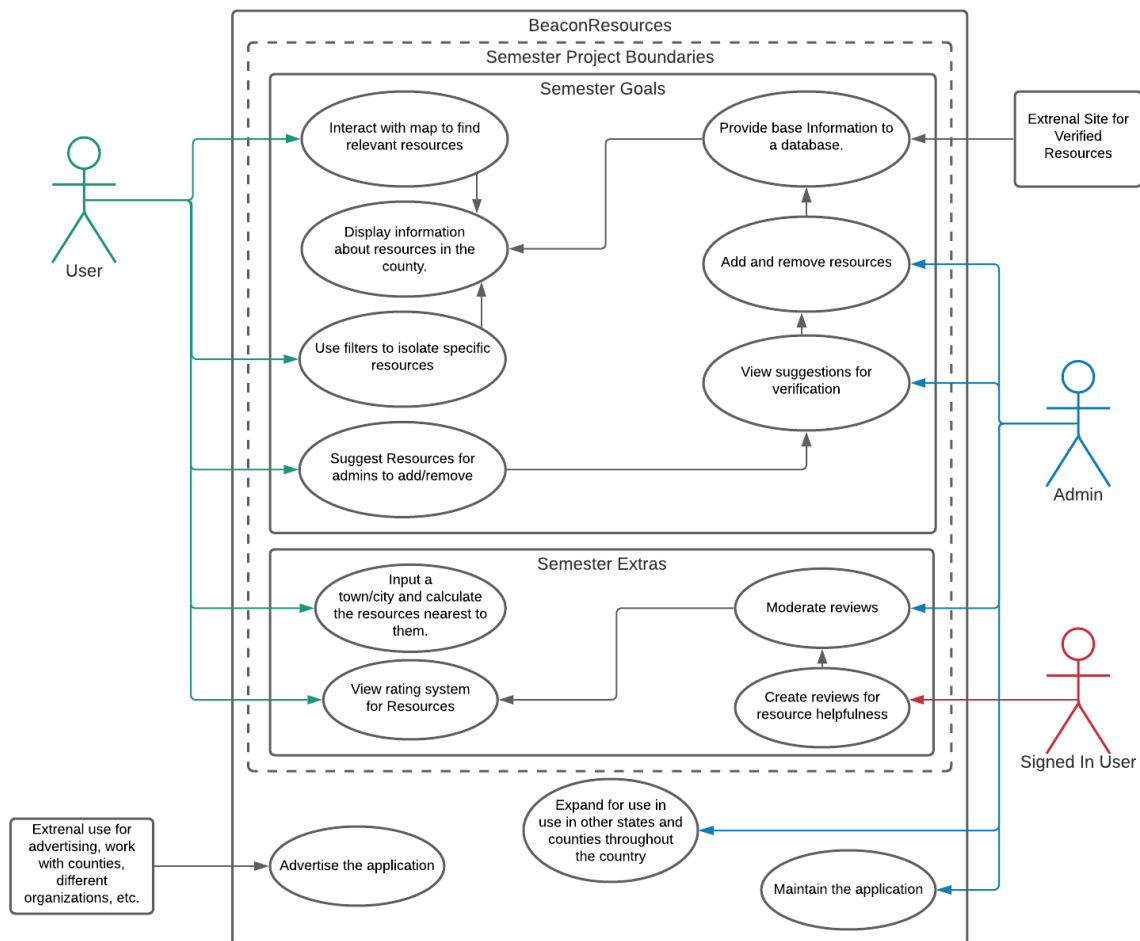 BeaconResources
Semester Project Boundaries
Semester Goals
Interact with map to find
relevant resources
Provide base Information to
a database.
Extrenal Site for
Verified
Resources
User
Display information
about resources in the
county.
Add and remove resources
Use filters to isolate specific
resources
View suggestions for
verification
Suggest Resources for
admins to add/remove
Admin
Semester Extras
Input a
town/city and calculate
the resources nearest to
them.
Moderate reviews
View rating system
for Resources
Create reviews for
resource helpfulness
Signed In User
Expand for use in
use in other states and
counties throughout
the country
Extrenal use for
advertising, work
with counties,
different
organizations, etc.
Advertise the application
Maintain the application